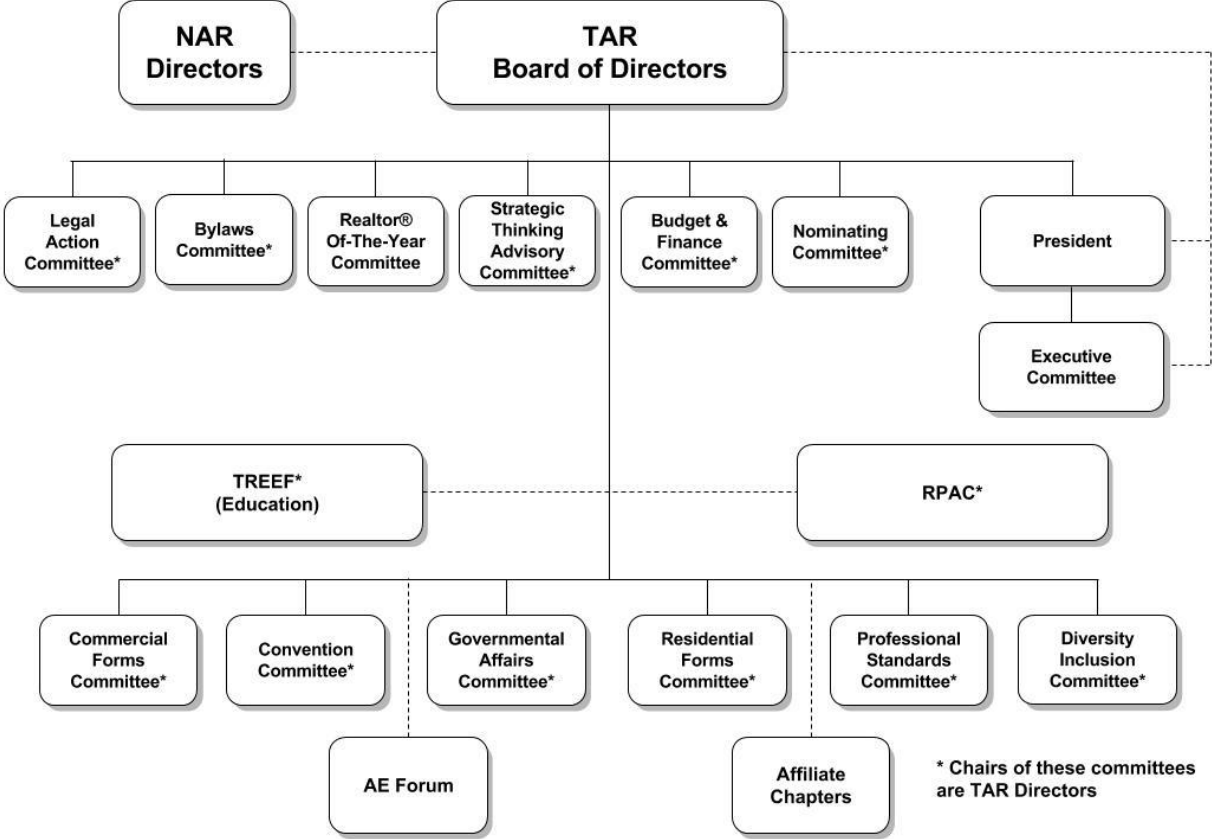 NAR
Directors
TAR
Board of Directors
Legal
Action
Committee*
Bylaws
Committee*
Realtor®
Of-The-Year
Committee
Strategic
Thinking
Advisory
Committee*
Budget &
Finance
Committee*
Nominating
Committee*
President
Executive
Committee
TREEF*
(Education)
RPAC*
Commercial
Forms
Committee*
Convention
Committee*
Governmental
Affairs
Committee*
Residential
Forms
Committee*
Professional
Standards
Committee*
Diversity
Inclusion
Committee*
AE Forum
Affiliate
Chapters
* Chairs of these committees
are TAR Directors